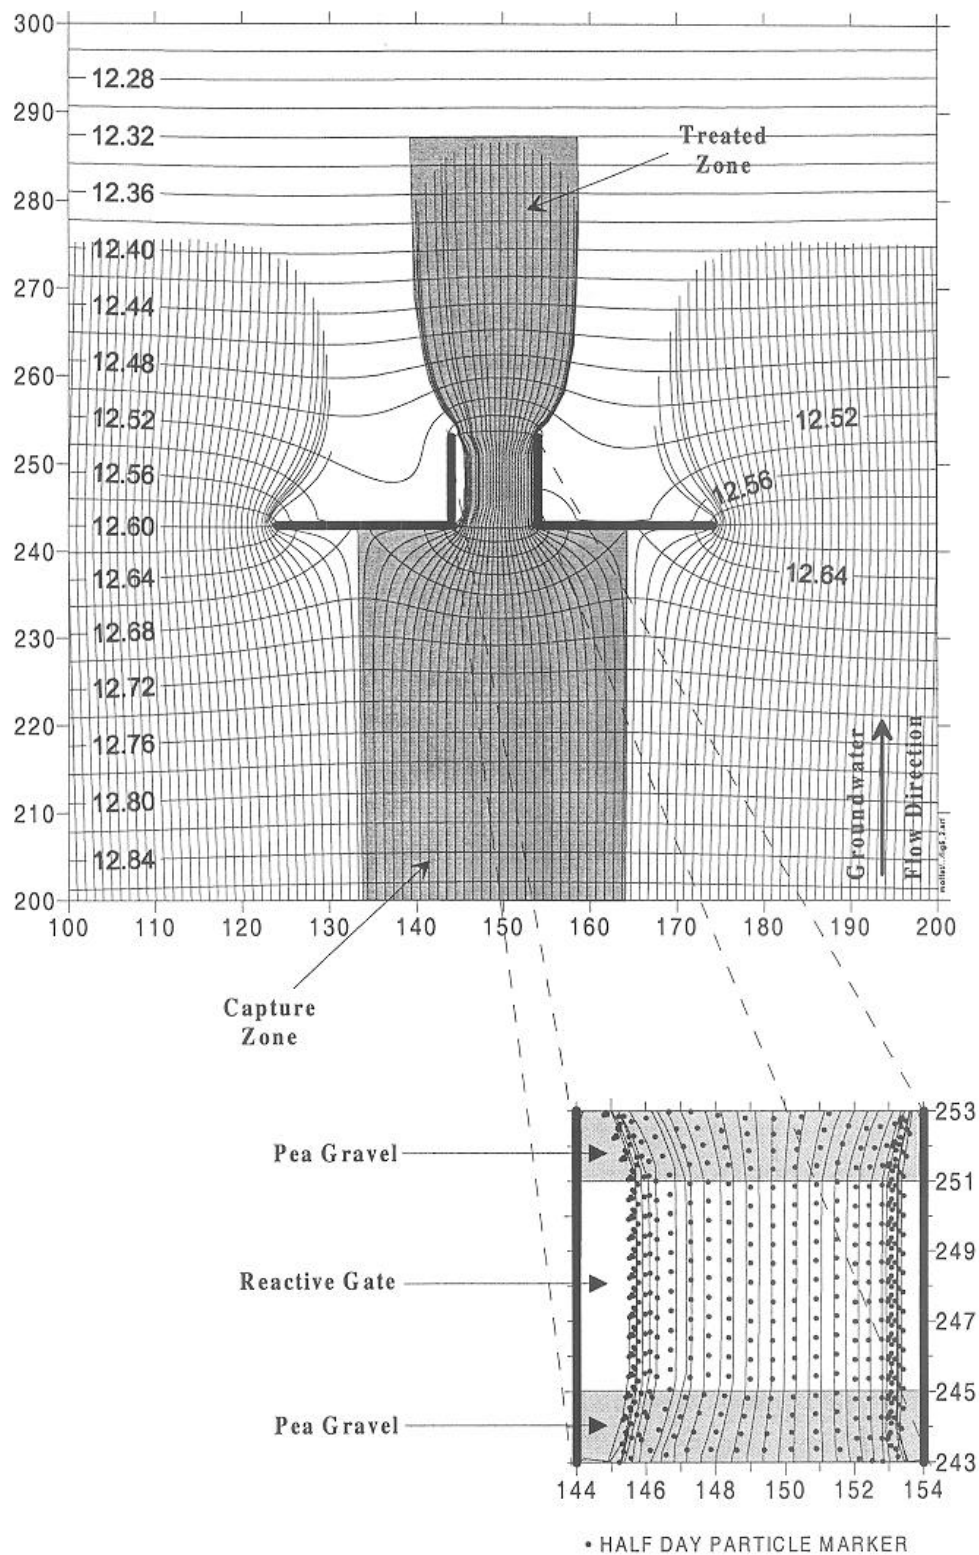 300
12.28
290
12.32
Treated
Zone
12.36
280
12.40
270
12.44
12.48
260
12.52
12.52
250
12.56
12.56
12.60
240
12.64
12.64
12.68
230
12.72
220
12.76
Groundwater
Flow Direction
12.80
210
12.84
200
100 110 120 130 140 150 160 170 180 190 200
Capture
Zone
253
Pea Gravel
251
249
Reactive Gate
247
245
Pea Gravel
243
144 146 148 150 152 154
• HALF DAY PARTICLE MARKER